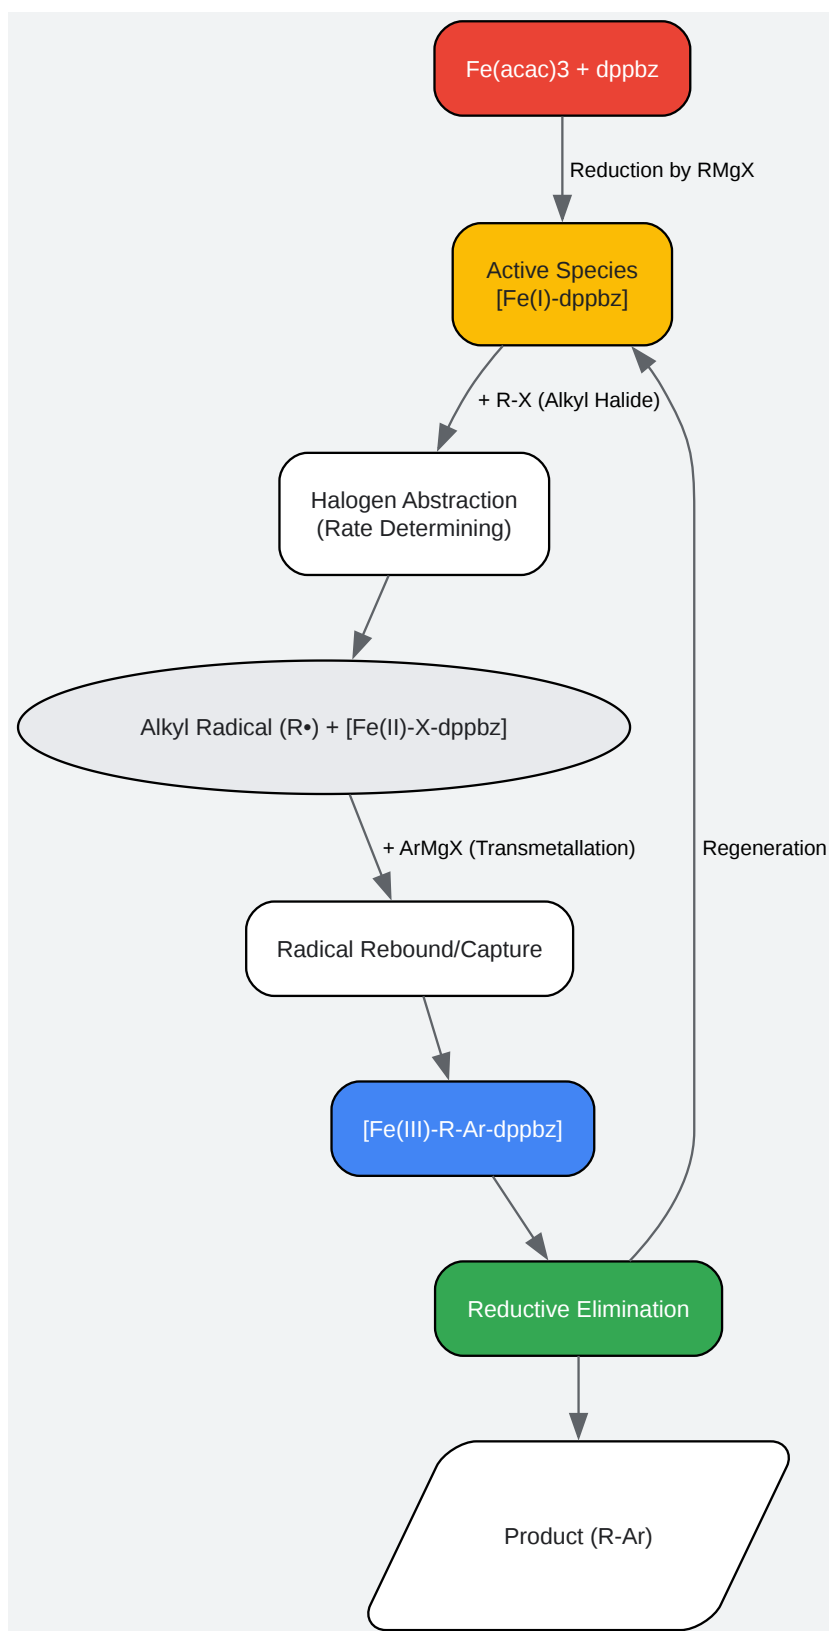 Fe(acac)3 + dppbz
Reduction by RMgX
Active Species
[Fe(I)-dppbz]
+ R-X (Alkyl Halide)
Halogen Abstraction
(Rate Determining)
Alkyl Radical (R•) + [Fe(II)-X-dppbz]
+ ArMgX (Transmetallation)
Regeneration
Radical Rebound/Capture
[Fe(III)-R-Ar-dppbz]
Reductive Elimination
Product (R-Ar)